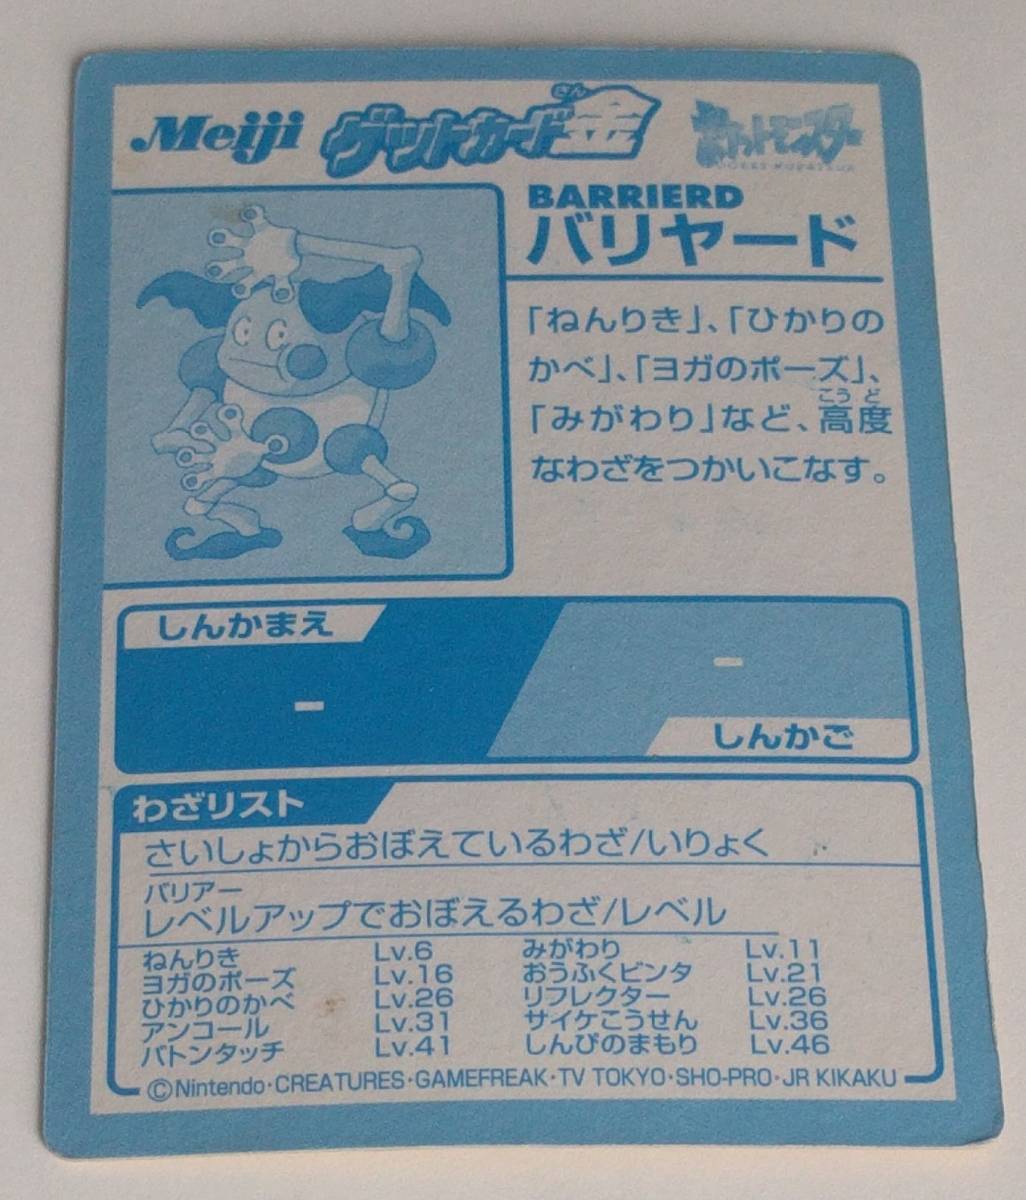 Meiji ゲットカード金 ポケットモンスター
きん
POCKET MONSTERS
BARRIERD
バリヤード
「ねんりき」、「ひかりの
かべ」、「ヨガのポーズ」、
こうど
「みがわり」など、高度
なわざをつかいこなす。
しんかまえ
-
-
しんかご
わざリスト
さいしょからおぼえているわざ/いりょく
バリアー
レベルアップでおぼえるわざ/レベル
ねんりき Lv.6 みがわり Lv.11
ヨガのポーズ Lv.16 おうふくビンタ Lv.21
ひかりのかべ Lv.26 リフレクター Lv.26
アンコール Lv.31 サイケこうせん Lv.36
バトンタッチ Lv.41 しんぴのまもり Lv.46
©Nintendo・CREATURES・GAMEFREAK・TV TOKYO・SHO-PRO・JR KIKAKU